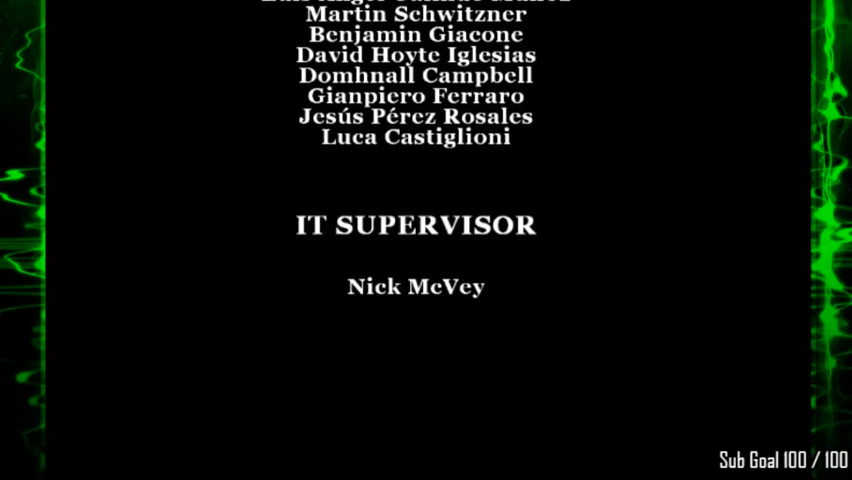 Martin Schwitzner
Benjamin Giacone
David Hoyte Iglesias
Domhnall Campbell
Gianpiero Ferraro
Jesús Pérez Rosales
Luca Castiglioni
IT SUPERVISOR
Nick McVey
Sub Goal 100 / 100